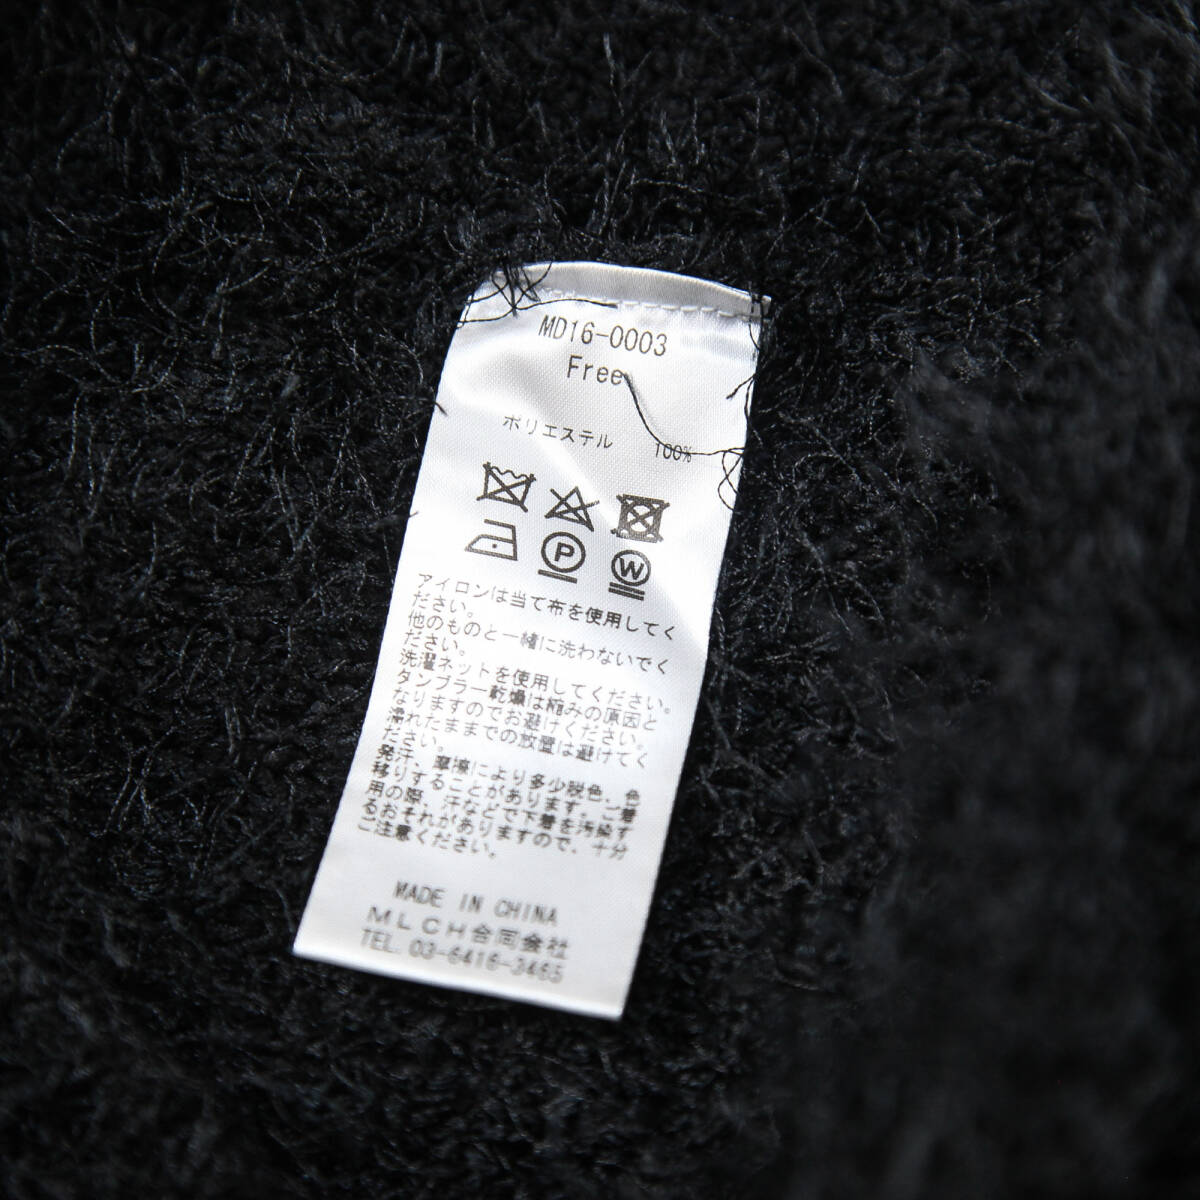 MD16-0003
Free
ポリエステル 100%
P
W
アイロンは当て布を使用してく
ださい。
他のものと一緒に洗わないでく
ださい。
洗濯ネットを使用してください。
タンブラー乾燥は縮みの原因と
なりますのでお避けください。
濡れたままでの放置は避けてく
ださい。
発汗、摩擦により多少脱色、色
移りすることがあります。ご着
用の際、汗などで下着を汚染す
るおそれがありますので、十分
ご注意ください。
MADE IN CHINA
MLCH合同会社
TEL.03-6416-3465